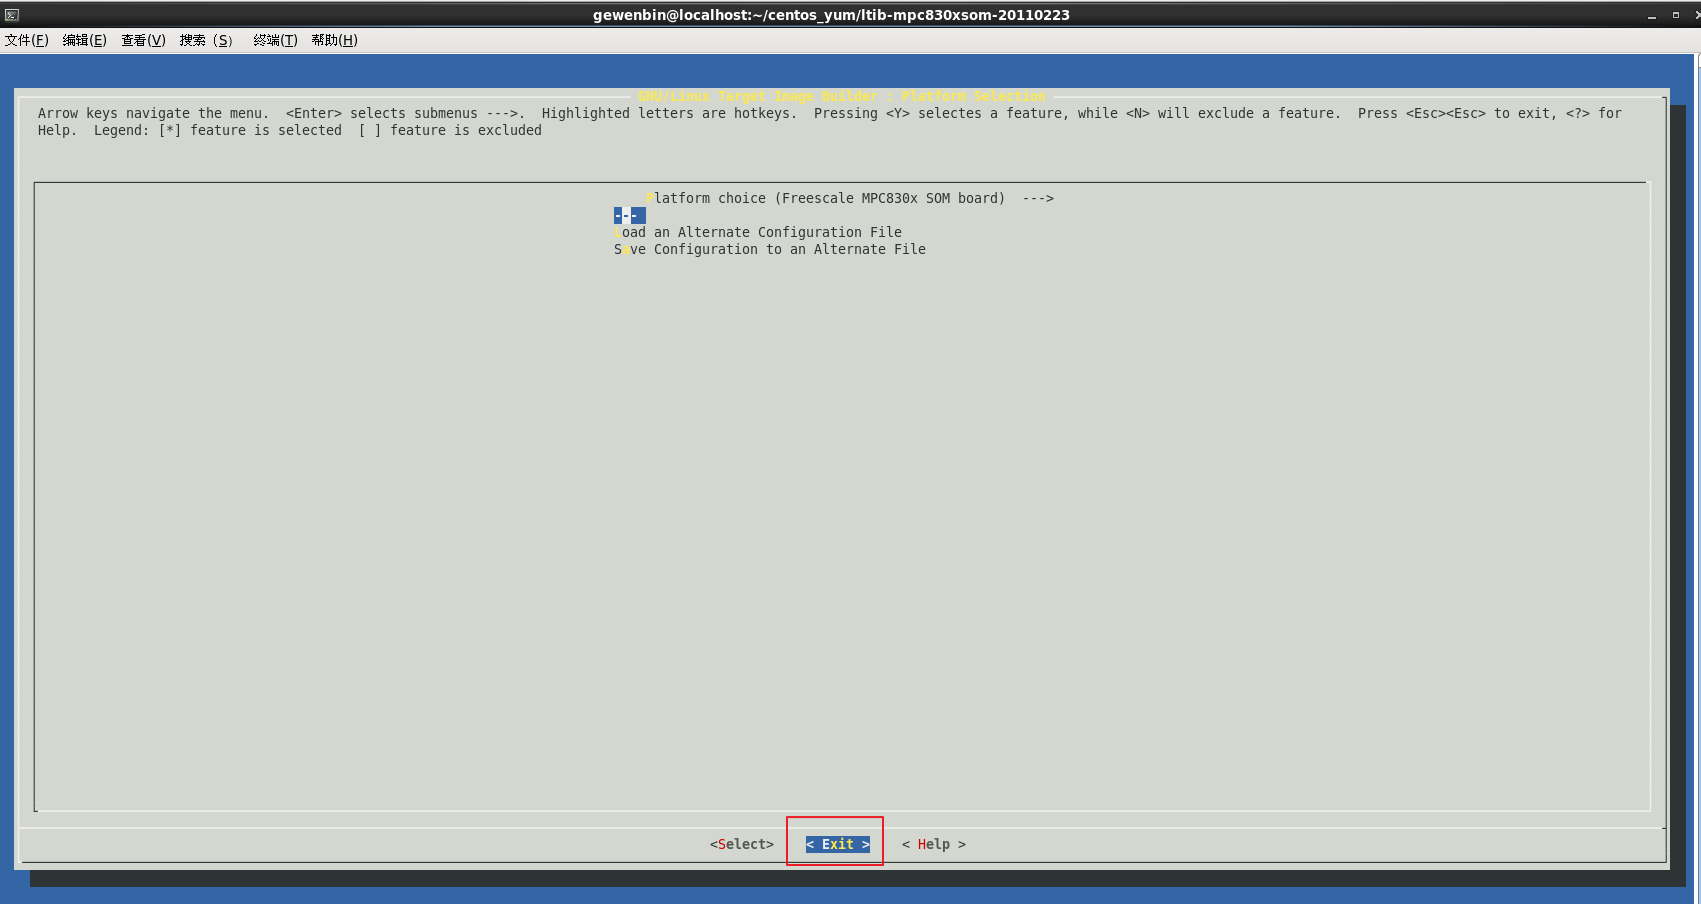 gewenbin@localhost:~/centos_yum/ltib-mpc830xsom-20110223
文件(F) 编辑(E) 查看(V) 搜索 (S) 终端(T) 帮助(H)
GNU/Linux Target Image Builder : Platform Selection
Arrow keys navigate the menu. <Enter> selects submenus --->. Highlighted letters are hotkeys. Pressing <Y> selectes a feature, while <N> will exclude a feature. Press <Esc><Esc> to exit, <?> for
Help. Legend: [*] feature is selected [ ] feature is excluded
Platform choice (Freescale MPC830x SOM board) --->
---
Load an Alternate Configuration File
Save Configuration to an Alternate File
<Select> < Exit > < Help >